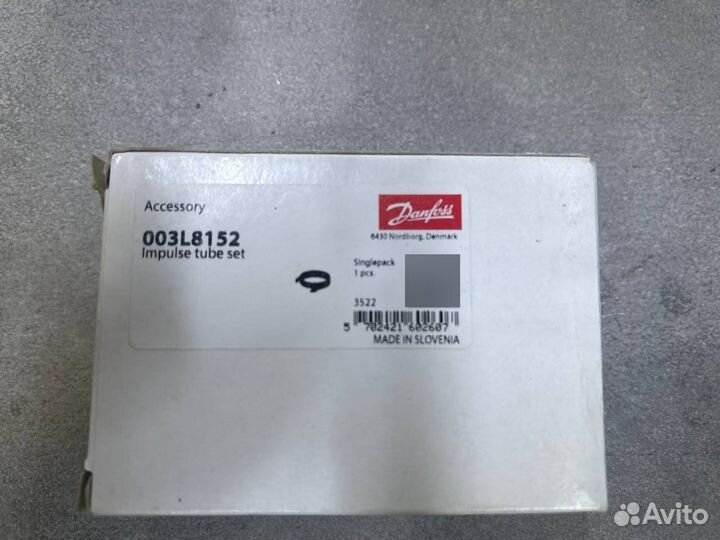 Accessory
003L8152
Impulse tube set
Danfoss
6430 Nordborg, Denmark
Singlepack
1 pcs.
3522
5 702421 602607
MADE IN SLOVENIA
Avito